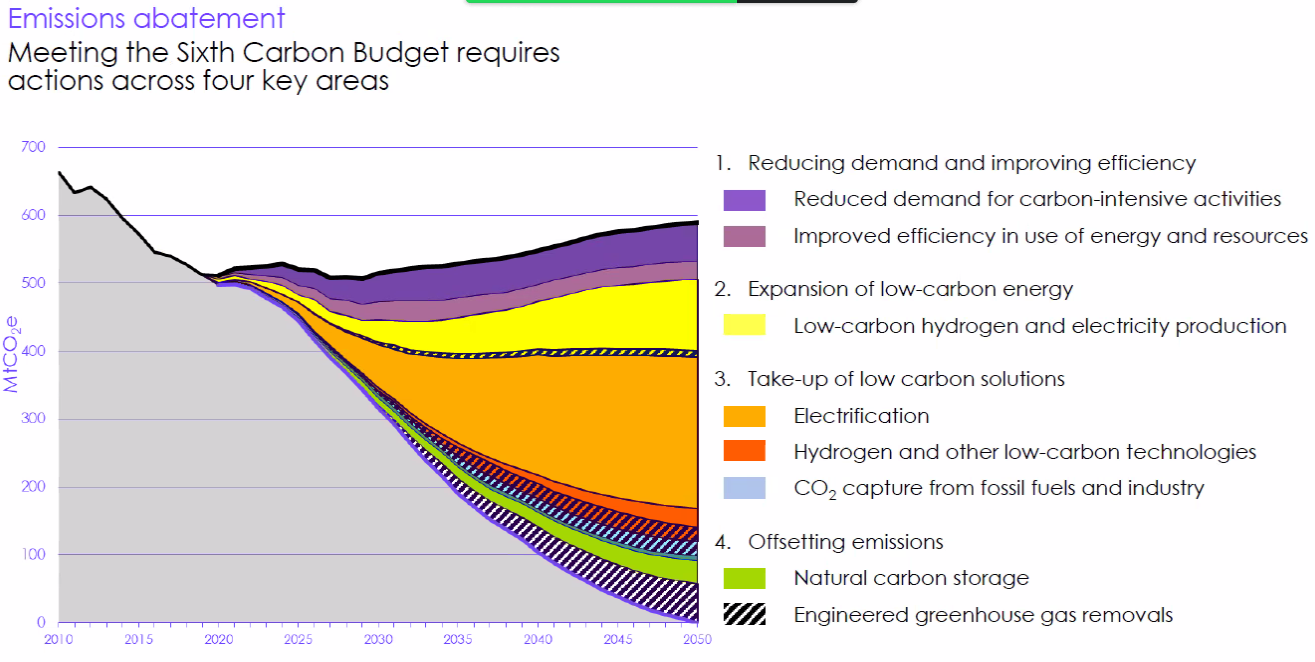 Emissions abatement
Meeting the Sixth Carbon Budget requires
actions across four key areas
MtCO₂e
700
600
500
400
300
200
100
0
2010 2015 2020 2025 2030 2035 2040 2045 2050
1. Reducing demand and improving efficiency
Reduced demand for carbon-intensive activities
Improved efficiency in use of energy and resources
2. Expansion of low-carbon energy
Low-carbon hydrogen and electricity production
3. Take-up of low carbon solutions
Electrification
Hydrogen and other low-carbon technologies
CO₂ capture from fossil fuels and industry
4. Offsetting emissions
Natural carbon storage
Engineered greenhouse gas removals